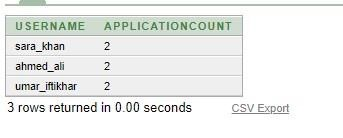 USERNAME APPLICATIONCOUNT
sara_khan 2
ahmed_ali 2
umar_iftikhar 2
3 rows returned in 0.00 seconds CSV Export